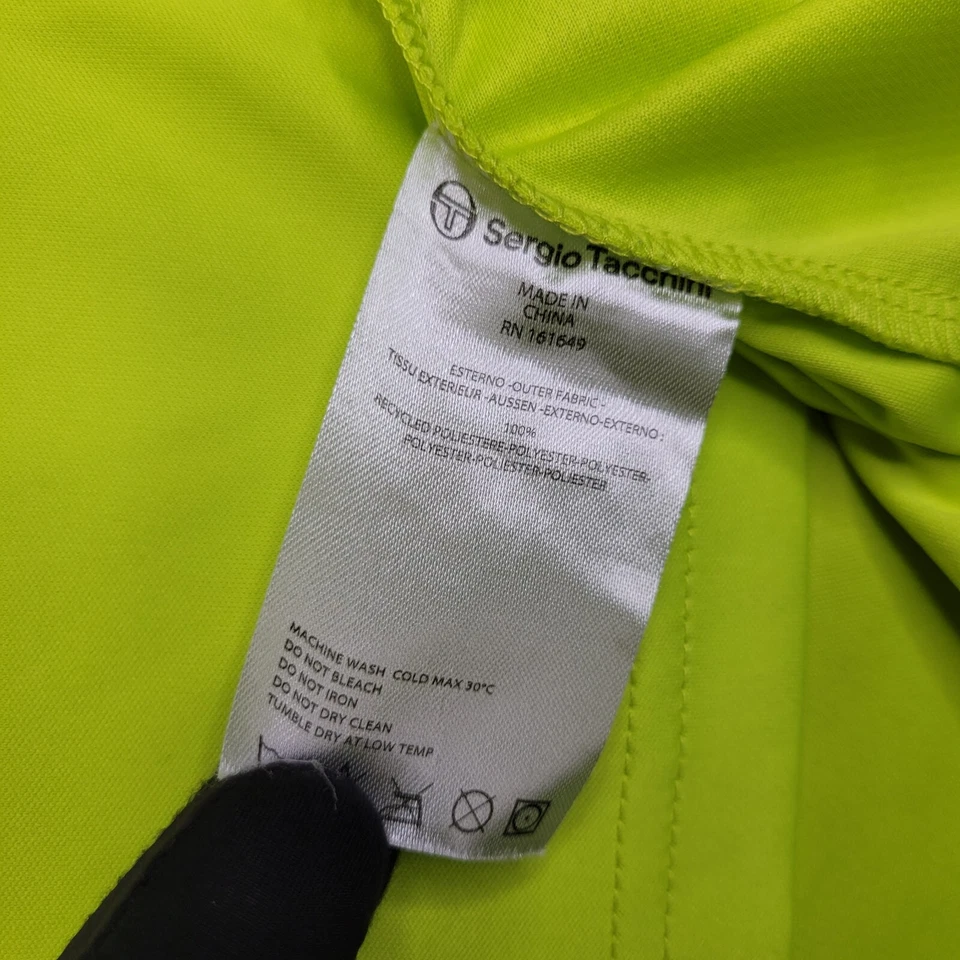 Sergio Tacchini
MADE IN
CHINA
RN 161649
ESTERNO -OUTER FABRIC -
TISSU EXTERIEUR -AUSSEN -EXTERNO-EXTERNO :
100%
RECYCLED-POLIESTERE-POLYESTER-POLYESTER-
POLYESTER-POLIESTER-POLIESTER
MACHINE WASH COLD MAX 30°C
DO NOT BLEACH
DO NOT IRON
DO NOT DRY CLEAN
TUMBLE DRY AT LOW TEMP